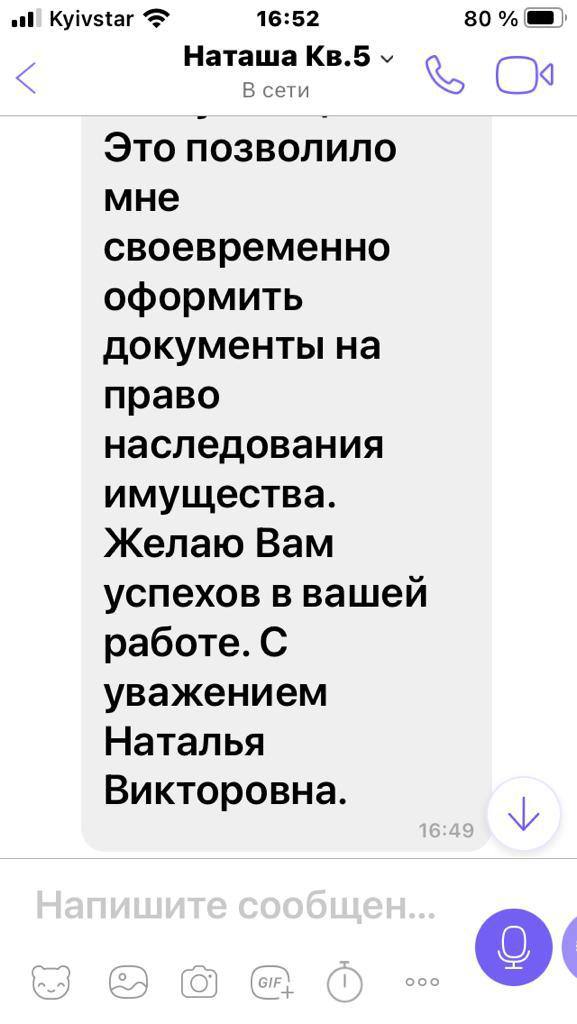 Kyivstar 16:52 80 %
Наташа Кв.5
В сети
Это позволило
мне
своевременно
оформить
документы на
право
наследования
имущества.
Желаю Вам
успехов в вашей
работе. С
уважением
Наталья
Викторовна.
16:49
Напишите сообщен...
GIF